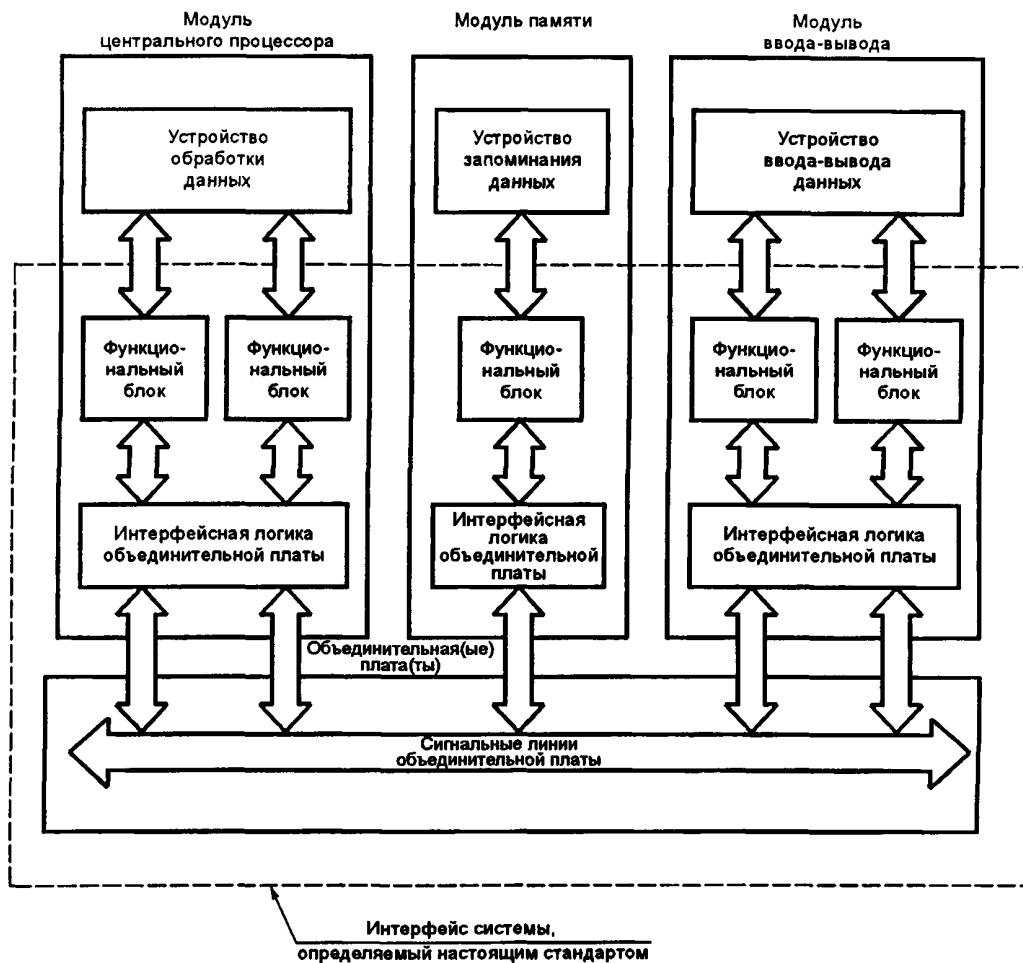 Модуль
центрального процессора
Модуль памяти
Модуль
ввода-вывода
Устройство
обработки
данных
Устройство
запоминания
данных
Устройство
ввода-вывода
данных
Функцио-
нальный
блок
Функцио-
нальный
блок
Функцио-
нальный
блок
Функцио-
нальный
блок
Функцио-
нальный
блок
Интерфейсная логика
объединительной платы
Интерфейсная
логика
объединительной
платы
Интерфейсная логика
объединительной платы
Объединительная(ые)
плата(ты)
Сигнальные линии
объединительной платы
Интерфейс системы,
определяемый настоящим стандартом